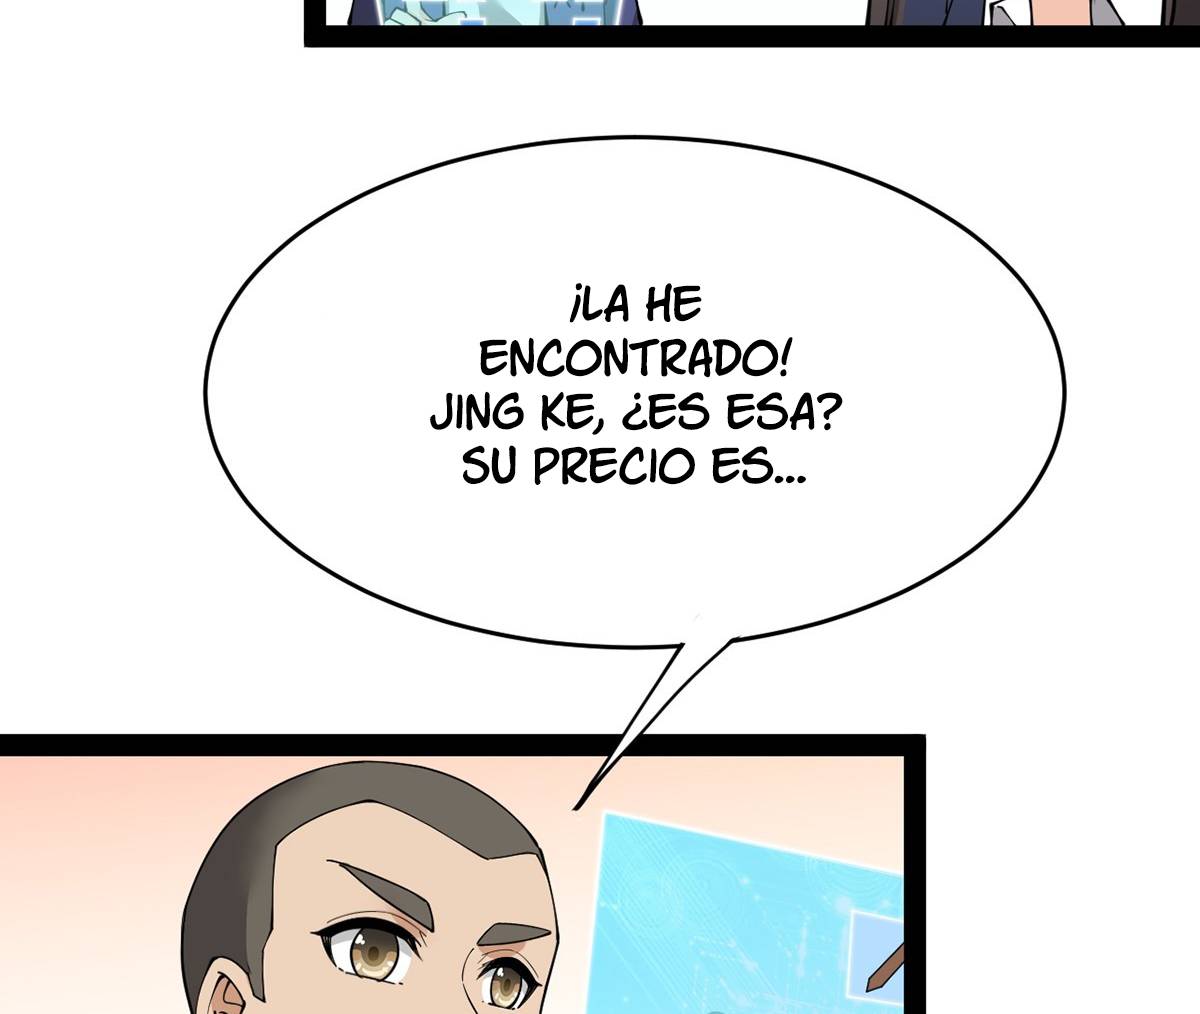 ¡LA HE
ENCONTRADO!
JING KE, ¿ES ESA?
SU PRECIO ES...